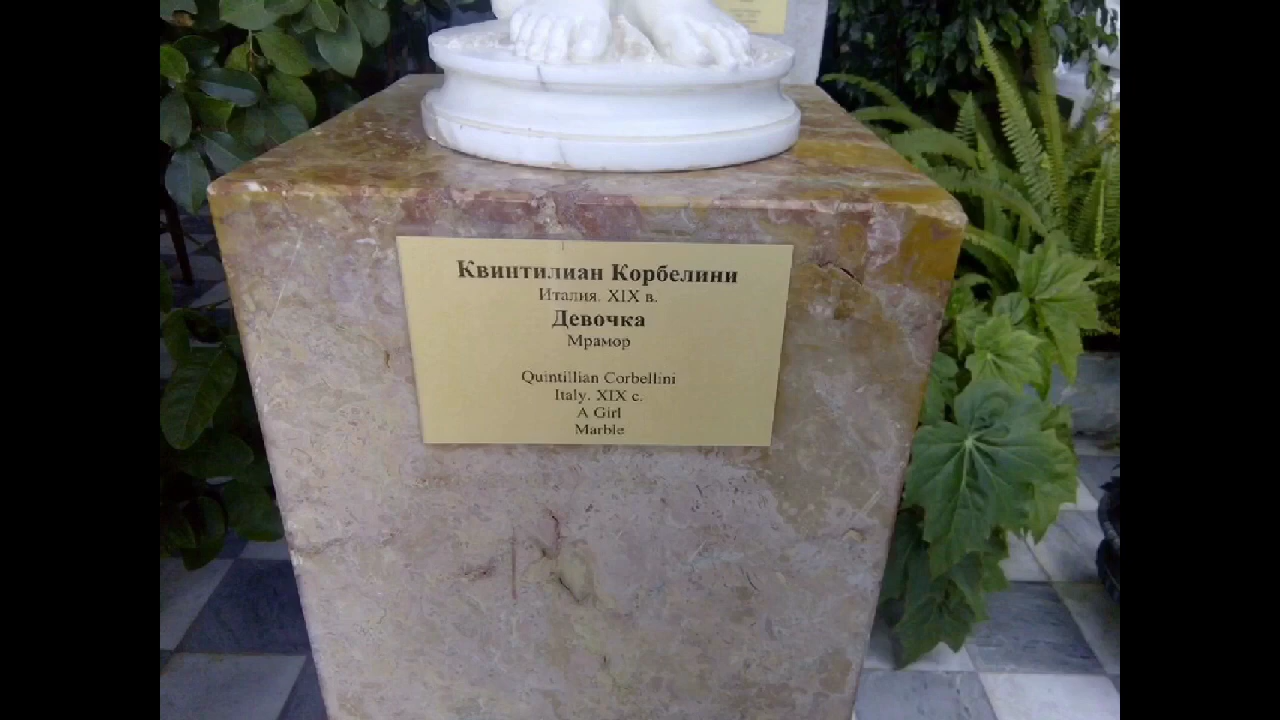 Квинтилиан Корбелини
Италия. XIX в.
Девочка
Мрамор
Quintillian Corbellini
Italy. XIX c.
A Girl
Marble